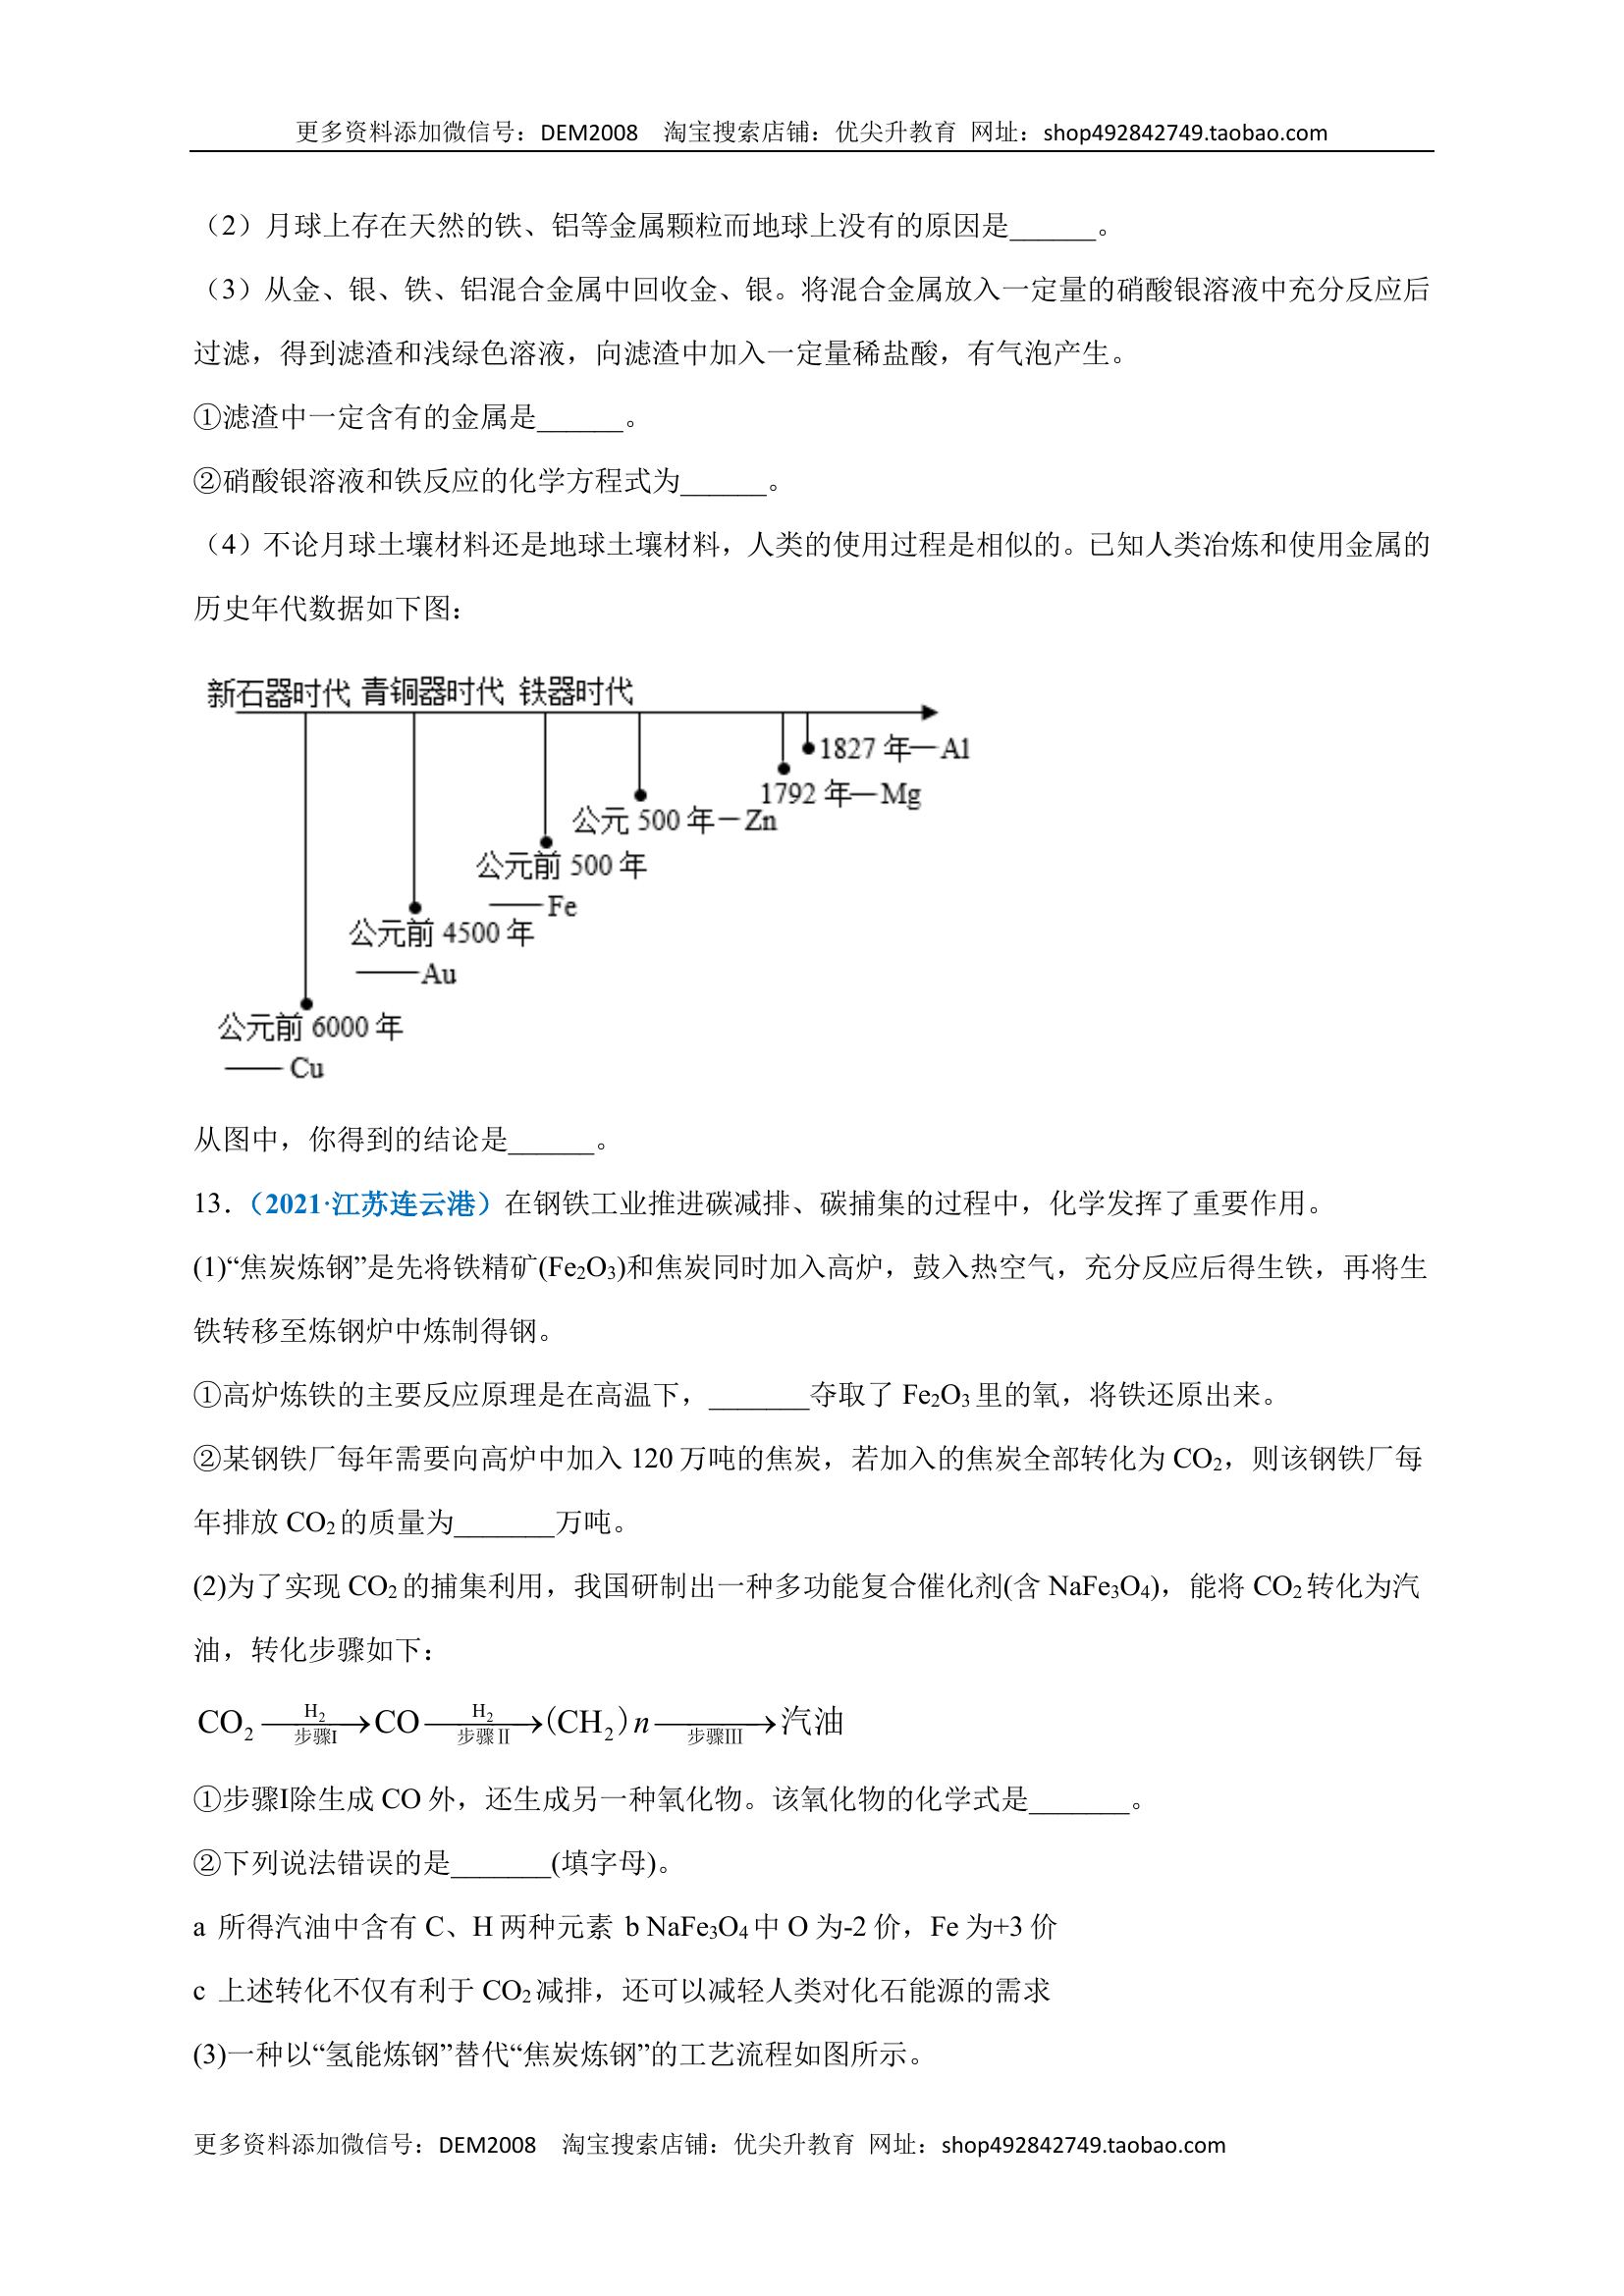 更多资料添加微信号：DEM2008 淘宝搜索店铺：优尖升教育 网址：shop492842749.taobao.com
（2）月球上存在天然的铁、铝等金属颗粒而地球上没有的原因是______。
（3）从金、银、铁、铝混合金属中回收金、银。将混合金属放入一定量的硝酸银溶液中充分反应后
过滤，得到滤渣和浅绿色溶液，向滤渣中加入一定量稀盐酸，有气泡产生。
①滤渣中一定含有的金属是______。
②硝酸银溶液和铁反应的化学方程式为______。
（4）不论月球土壤材料还是地球土壤材料，人类的使用过程是相似的。已知人类冶炼和使用金属的
历史年代数据如下图：
新石器时代 青铜器时代 铁器时代
1827 年—Al
1792 年—Mg
公元 500 年—Zn
公元前 500 年
——Fe
公元前 4500 年
——Au
公元前 6000 年
——Cu
从图中，你得到的结论是______。
13．（2021·江苏连云港）在钢铁工业推进碳减排、碳捕集的过程中，化学发挥了重要作用。
(1)“焦炭炼钢”是先将铁精矿(Fe₂O₃)和焦炭同时加入高炉，鼓入热空气，充分反应后得生铁，再将生
铁转移至炼钢炉中炼制得钢。
①高炉炼铁的主要反应原理是在高温下，_______夺取了 Fe₂O₃里的氧，将铁还原出来。
②某钢铁厂每年需要向高炉中加入 120 万吨的焦炭，若加入的焦炭全部转化为 CO₂，则该钢铁厂每
年排放 CO₂的质量为_______万吨。
(2)为了实现 CO₂的捕集利用，我国研制出一种多功能复合催化剂(含 NaFe₃O₄)，能将 CO₂转化为汽
油，转化步骤如下：
CO₂ —H₂ 步骤Ⅰ→ CO —H₂ 步骤Ⅱ→ (CH₂)n —步骤Ⅲ→ 汽油
①步骤Ⅰ除生成 CO 外，还生成另一种氧化物。该氧化物的化学式是_______。
②下列说法错误的是_______(填字母)。
a 所得汽油中含有 C、H 两种元素 b NaFe₃O₄中 O 为-2 价，Fe 为+3 价
c 上述转化不仅有利于 CO₂减排，还可以减轻人类对化石能源的需求
(3)一种以“氢能炼钢”替代“焦炭炼钢”的工艺流程如图所示。
更多资料添加微信号：DEM2008 淘宝搜索店铺：优尖升教育 网址：shop492842749.taobao.com